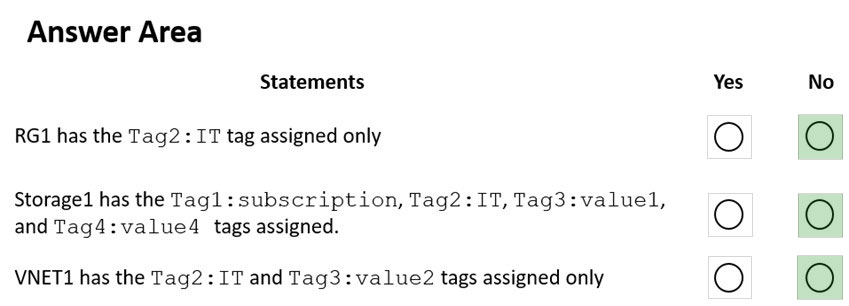 Answer Area
Statements Yes No
RG1 has the Tag2:IT tag assigned only
Storage1 has the Tag1:subscription, Tag2:IT, Tag3:value1,
and Tag4:value4 tags assigned.
VNET1 has the Tag2:IT and Tag3:value2 tags assigned only